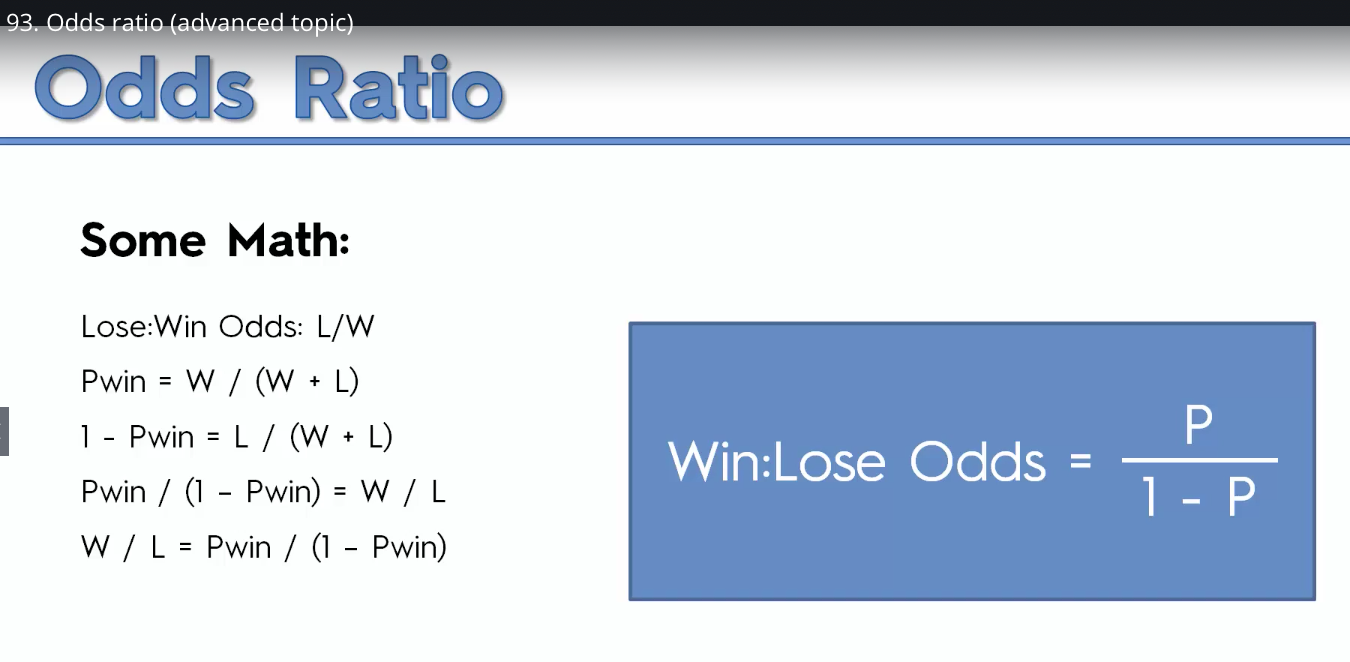 93. Odds ratio (advanced topic)
Odds Ratio
Some Math:
Lose:Win Odds: L/W
Pwin = W / (W + L)
1 - Pwin = L / (W + L)
Pwin / (1 – Pwin) = W / L
W / L = Pwin / (1 – Pwin)
Win:Lose Odds =
P
1 - P